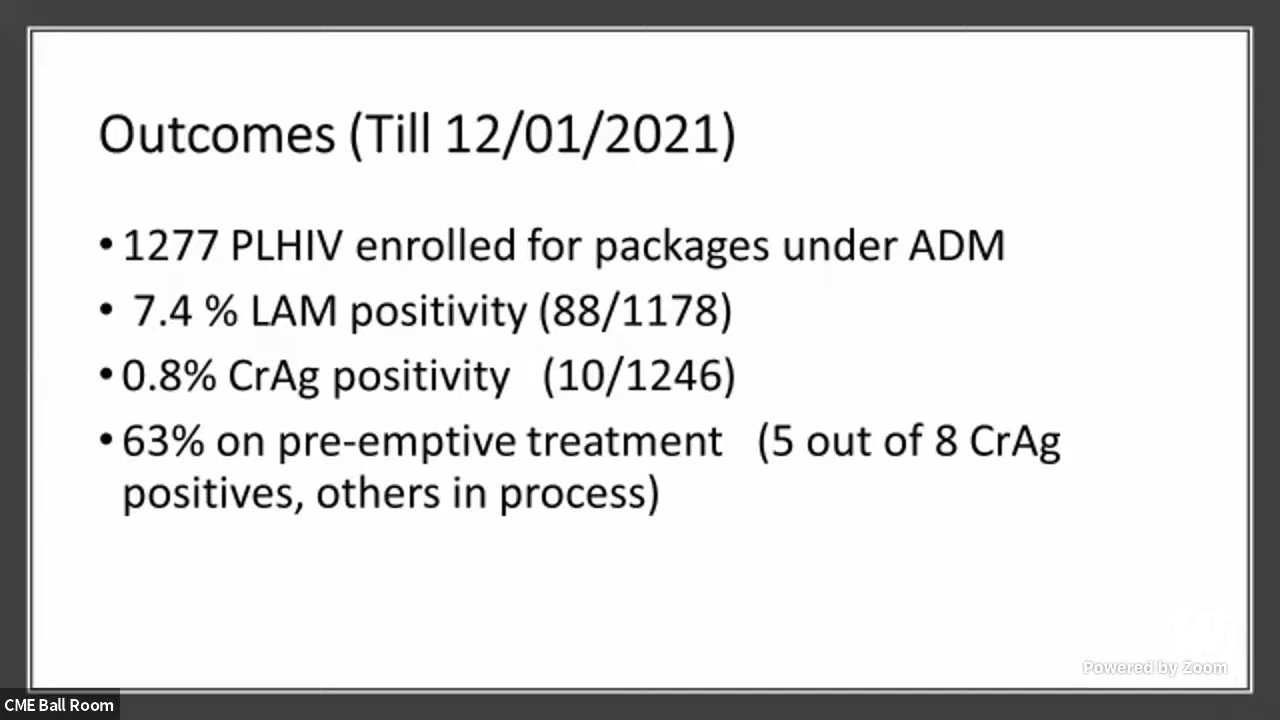 Outcomes (Till 12/01/2021)
• 1277 PLHIV enrolled for packages under ADM
• 7.4 % LAM positivity (88/1178)
• 0.8% CrAg positivity (10/1246)
• 63% on pre-emptive treatment (5 out of 8 CrAg
positives, others in process)
Powered by Zoom
CME Ball Room